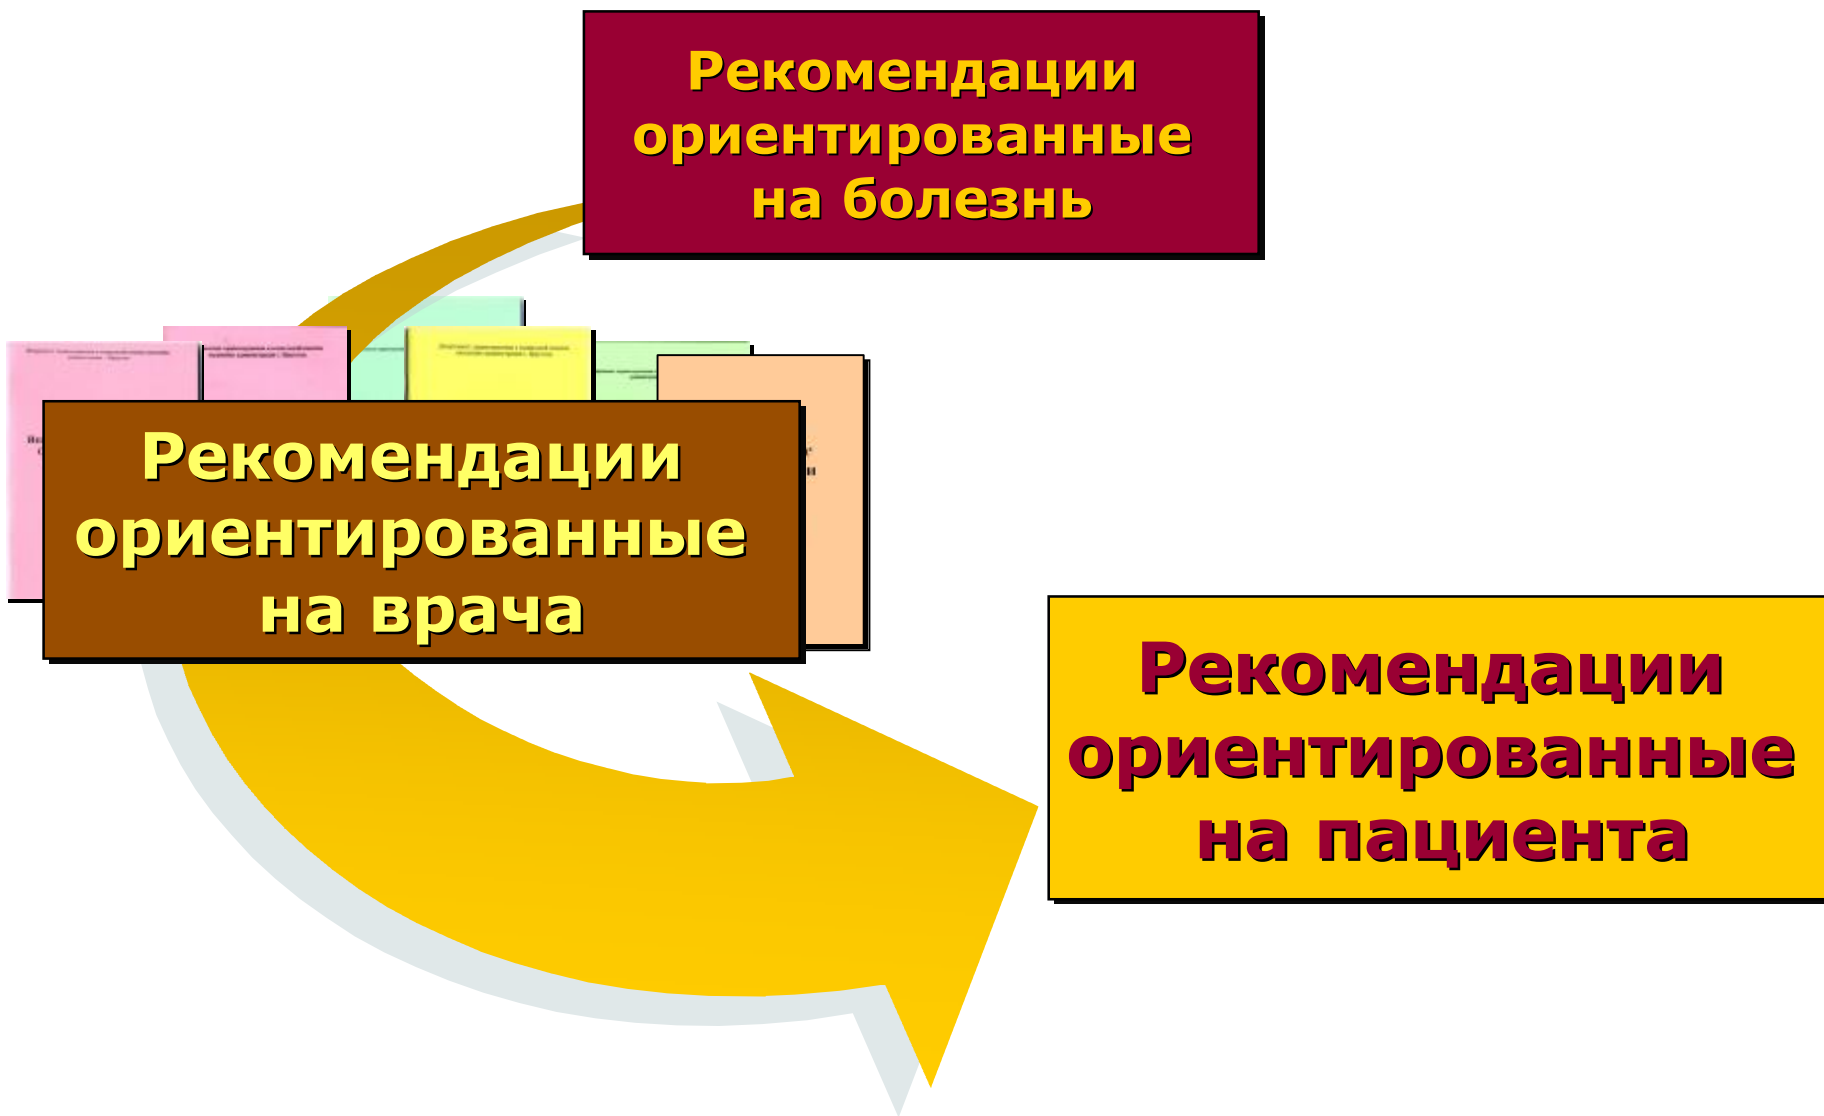 Рекомендации
ориентированные
на болезнь
Рекомендации
ориентированные
на врача
Рекомендации
ориентированные
на пациента